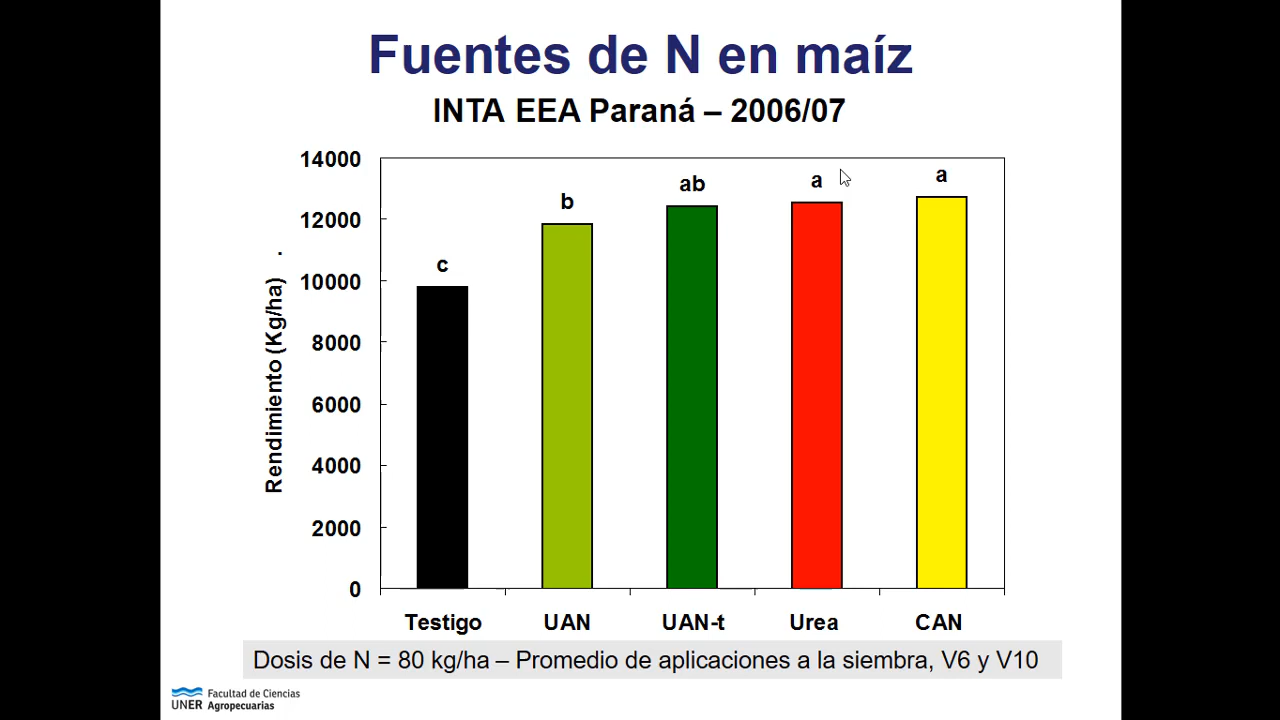 Fuentes de N en maíz
INTA EEA Paraná – 2006/07
Rendimiento (Kg/ha) .
14000
12000
10000
8000
6000
4000
2000
0
c
b
ab
a
a
Testigo UAN UAN-t Urea CAN
Dosis de N = 80 kg/ha – Promedio de aplicaciones a la siembra, V6 y V10
UNER
Facultad de Ciencias
Agropecuarias